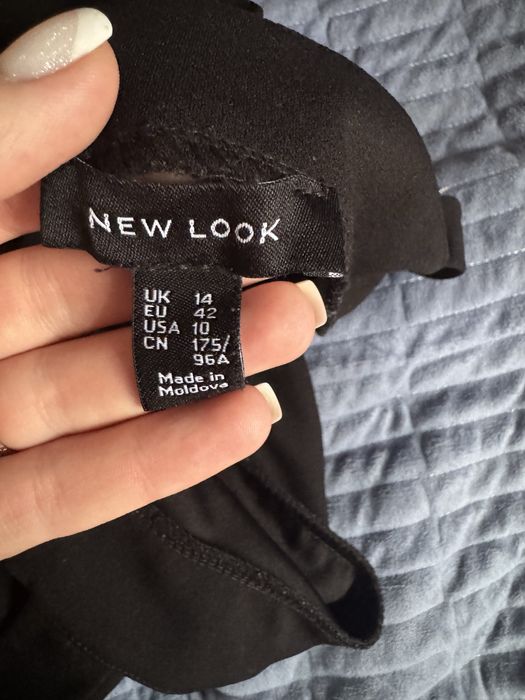 NEW LOOK
UK 14
EU 42
USA 10
CN 175/
96A
Made in
Moldova